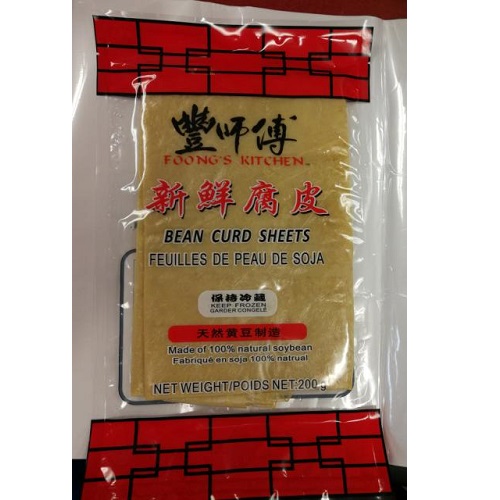 豐師傅
FOONG'S KITCHEN™
新鮮腐皮
BEAN CURD SHEETS
FEUILLES DE PEAU DE SOJA
保持冷藏
KEEP FROZEN
GARDER CONGELÉ
天然黄豆制造
Made of 100% natural soybean
Fabriqué en soja 100% natrual
NET WEIGHT/POIDS NET:200g